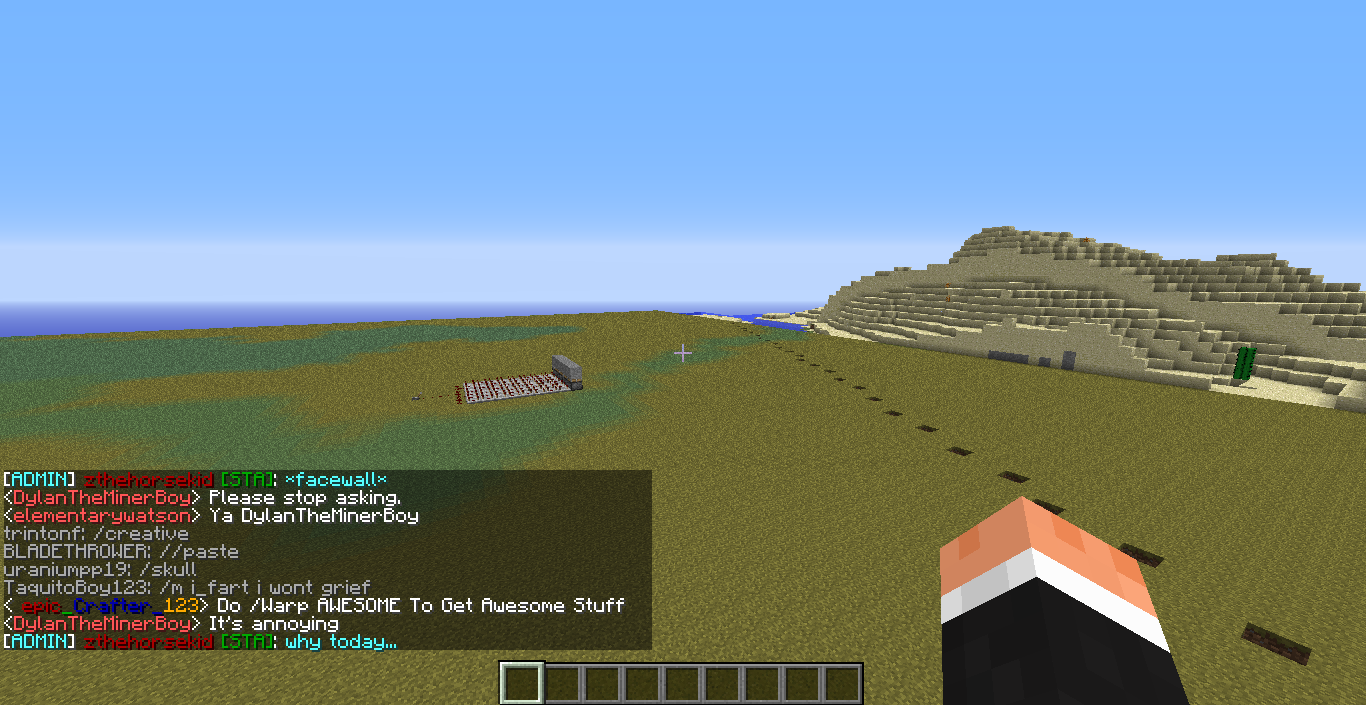 [ADMIN] zthehorsekid [STA]: *facewall*
<DylanTheMinerBoy> Please stop asking.
<elementarywatson> Ya DylanTheMinerBoy
trintonf: /creative
BLADETHROWER: //paste
uraniumpp19: /skull
TaquitoBoy123: /m i_fart i wont grief
<_epic_Crafter_123> Do /Warp AWESOME To Get Awesome Stuff
<DylanTheMinerBoy> It's annoying
[ADMIN] zthehorsekid [STA]: why today...